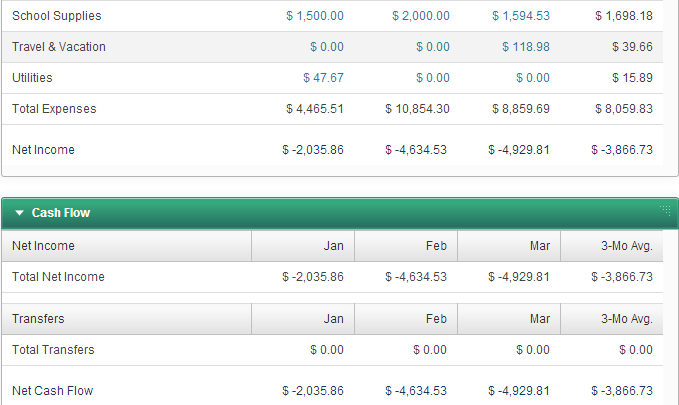 School Supplies $ 1,500.00 $ 2,000.00 $ 1,594.53 $ 1,698.18
Travel & Vacation $ 0.00 $ 0.00 $ 118.98 $ 39.66
Utilities $ 47.67 $ 0.00 $ 0.00 $ 15.89
Total Expenses $ 4,465.51 $ 10,854.30 $ 8,859.69 $ 8,059.83
Net Income $ -2,035.86 $ -4,634.53 $ -4,929.81 $ -3,866.73
Cash Flow
Net Income Jan Feb Mar 3-Mo Avg.
Total Net Income $ -2,035.86 $ -4,634.53 $ -4,929.81 $ -3,866.73
Transfers Jan Feb Mar 3-Mo Avg.
Total Transfers $ 0.00 $ 0.00 $ 0.00 $ 0.00
Net Cash Flow $ -2,035.86 $ -4,634.53 $ -4,929.81 $ -3,866.73